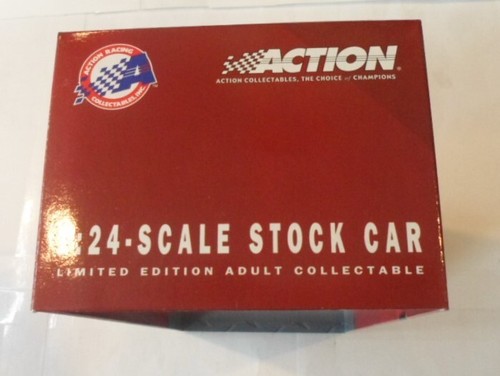 ACTION RACING
COLLECTABLES, INC.
ACTION®
ACTION COLLECTABLES, THE CHOICE of CHAMPIONS
:24-SCALE STOCK CAR
LIMITED EDITION ADULT COLLECTABLE